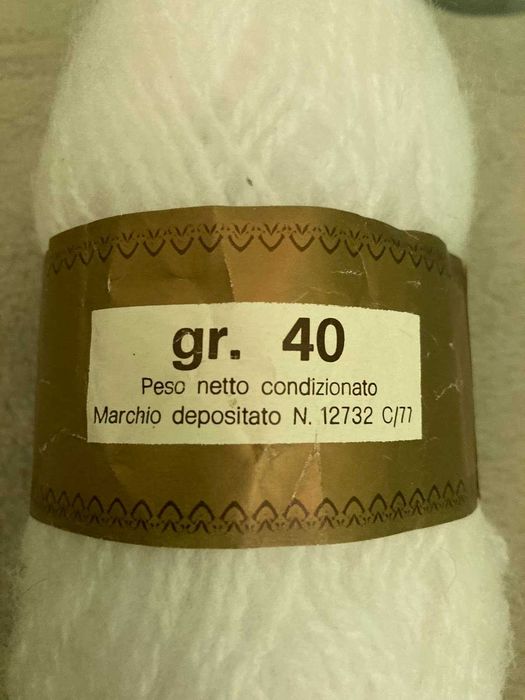 gr. 40
Peso netto condizionato
Marchio depositato N. 12732 C/77